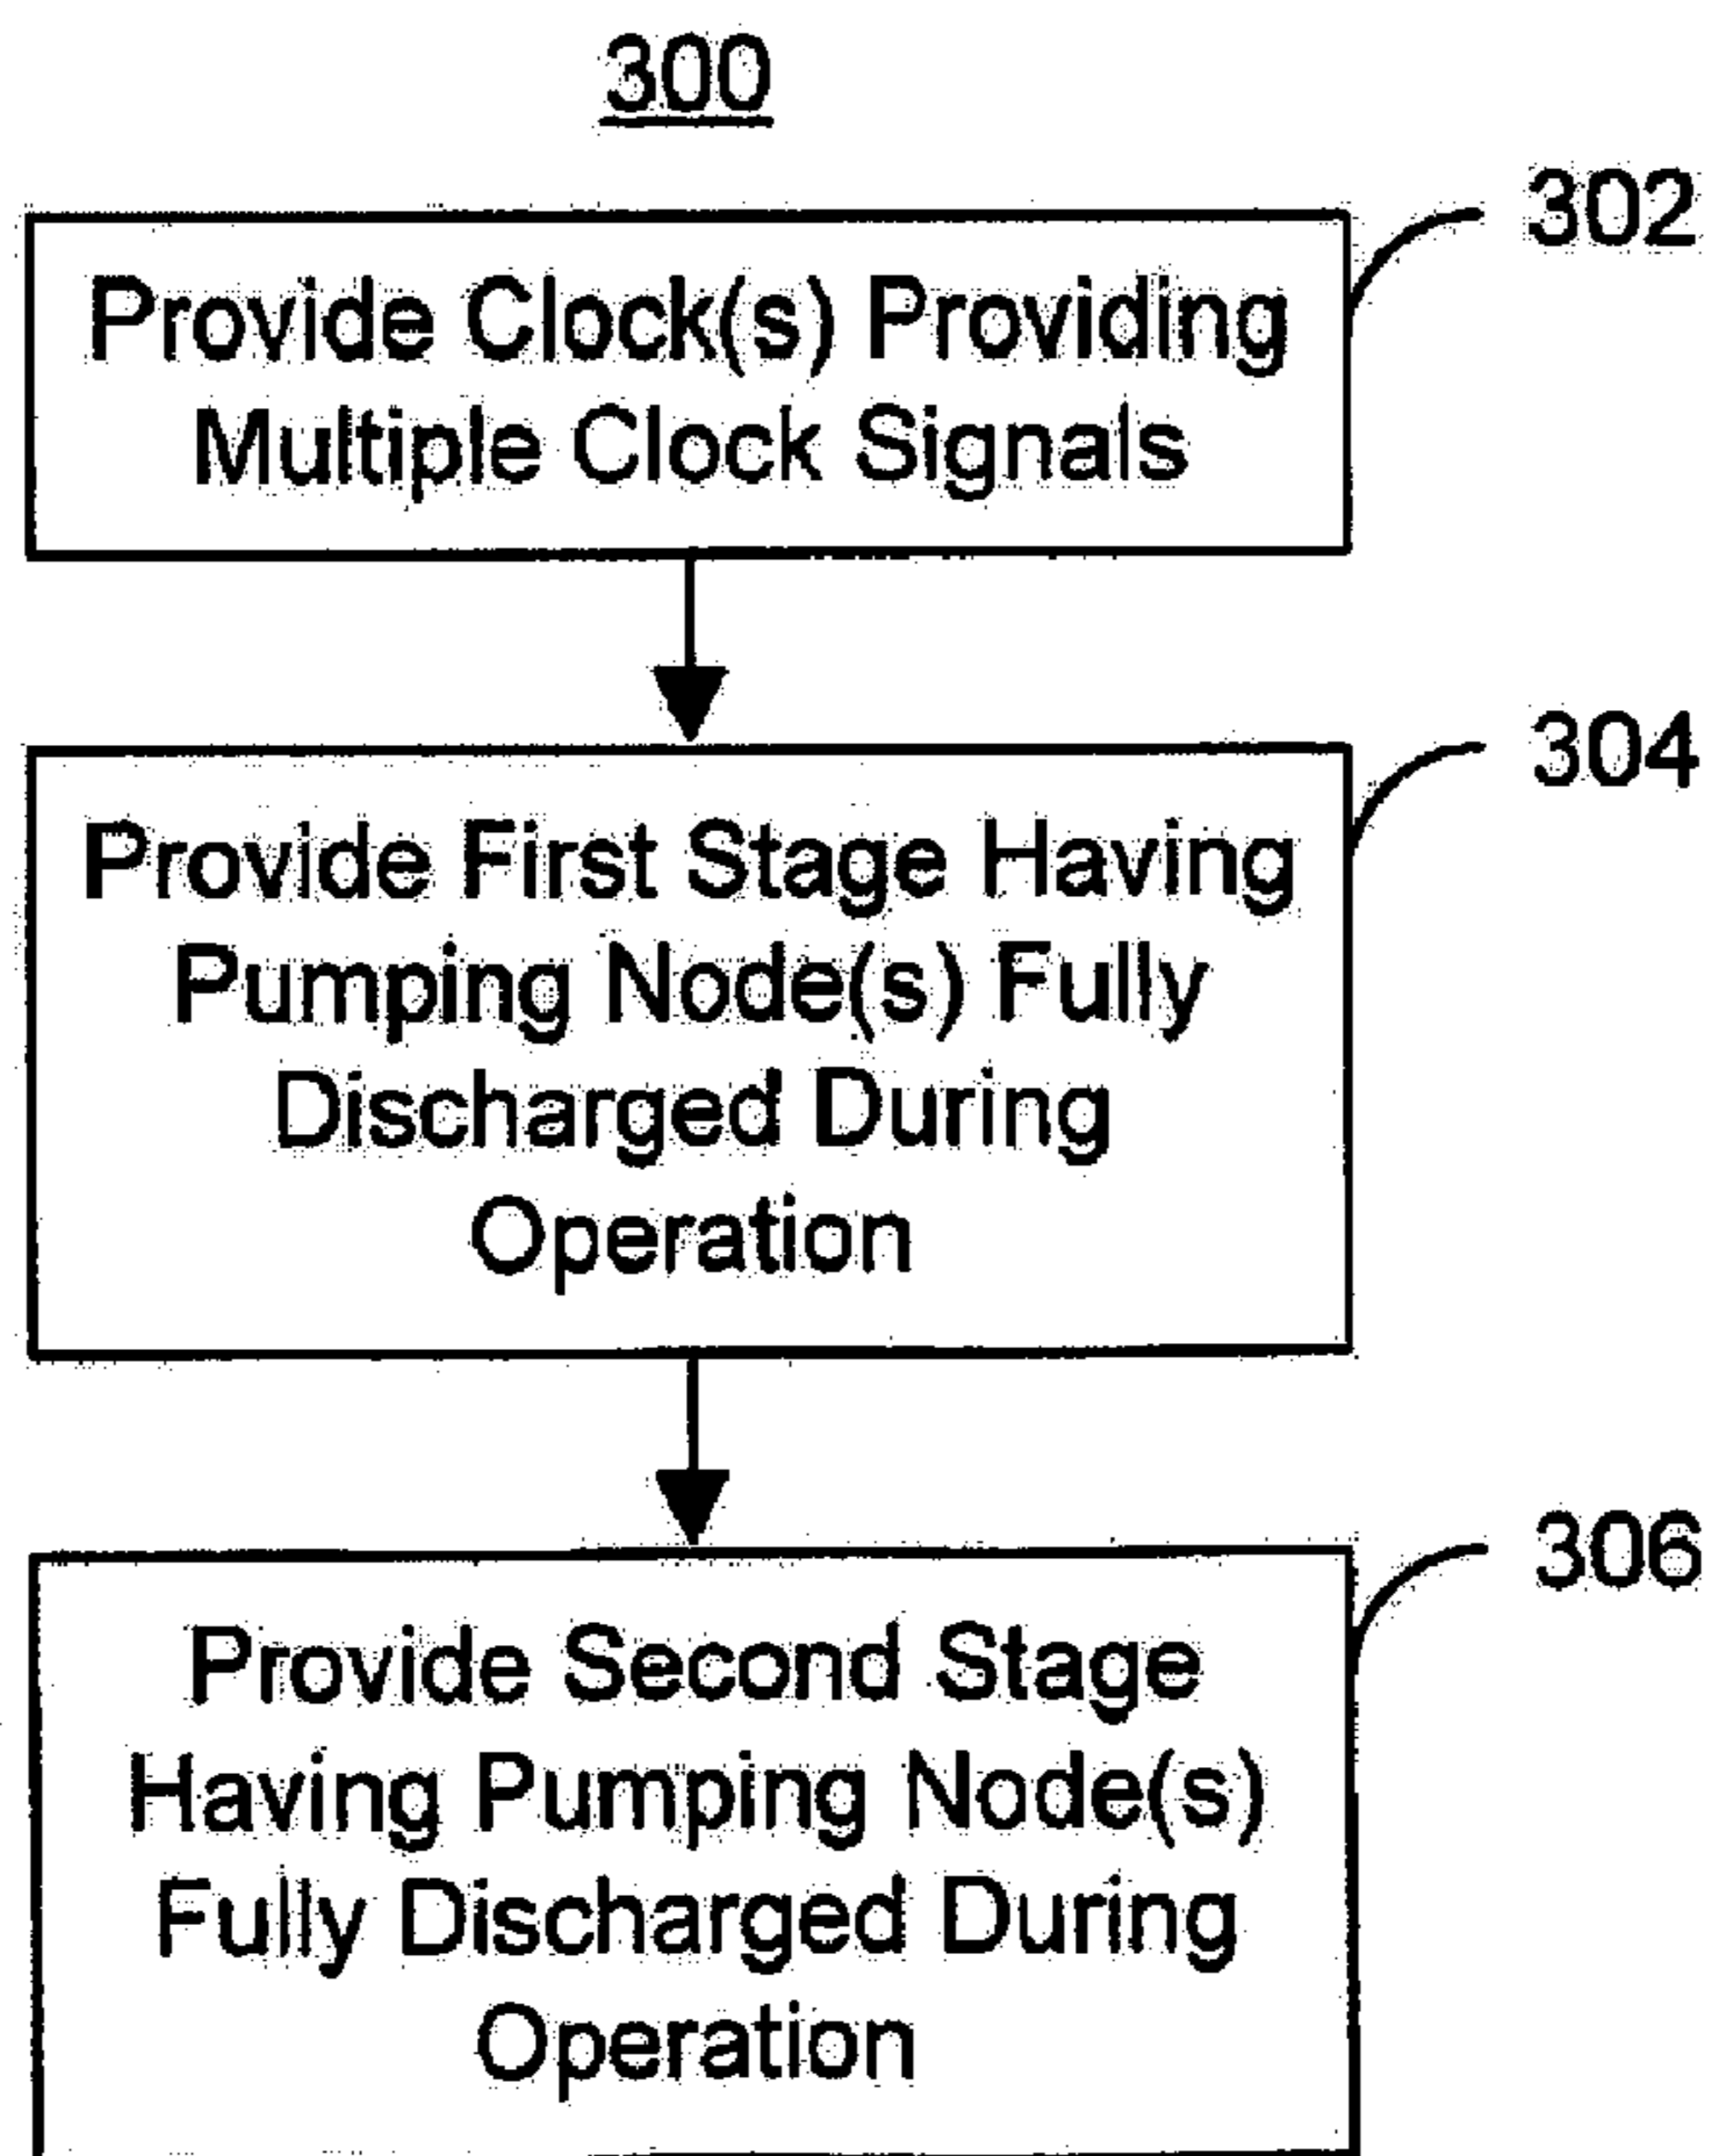 300
302
Provide Clock(s) Providing
Multiple Clock Signals
304
Provide First Stage Having
Pumping Node(s) Fully
Discharged During
Operation
306
Provide Second Stage
Having Pumping Node(s)
Fully Discharged During
Operation